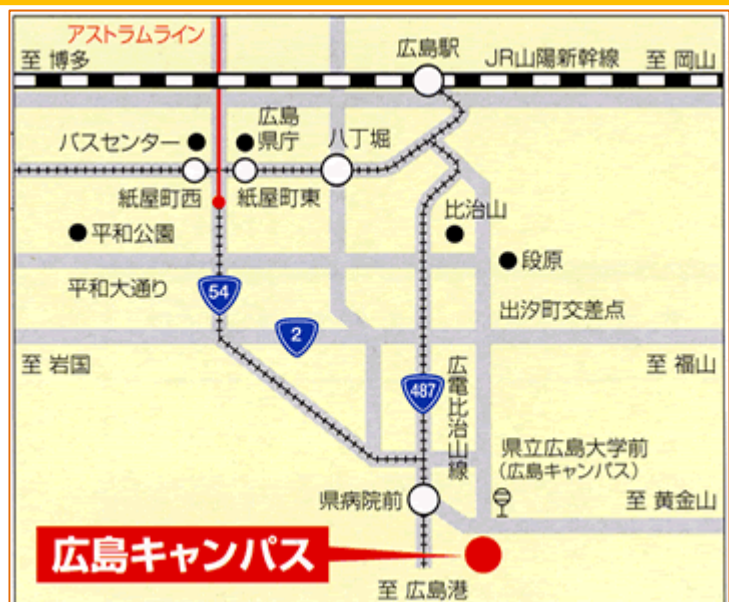 アストラムライン
至 博多
広島駅
JR山陽新幹線
至 岡山
バスセンター
広島
県庁
八丁堀
紙屋町西
紙屋町東
比治山
平和公園
段原
平和大通り
54
出汐町交差点
2
至 岩国
至 福山
487
広電比治山線
県立広島大学前
(広島キャンパス)
県病院前
至 黄金山
広島キャンパス
至 広島港